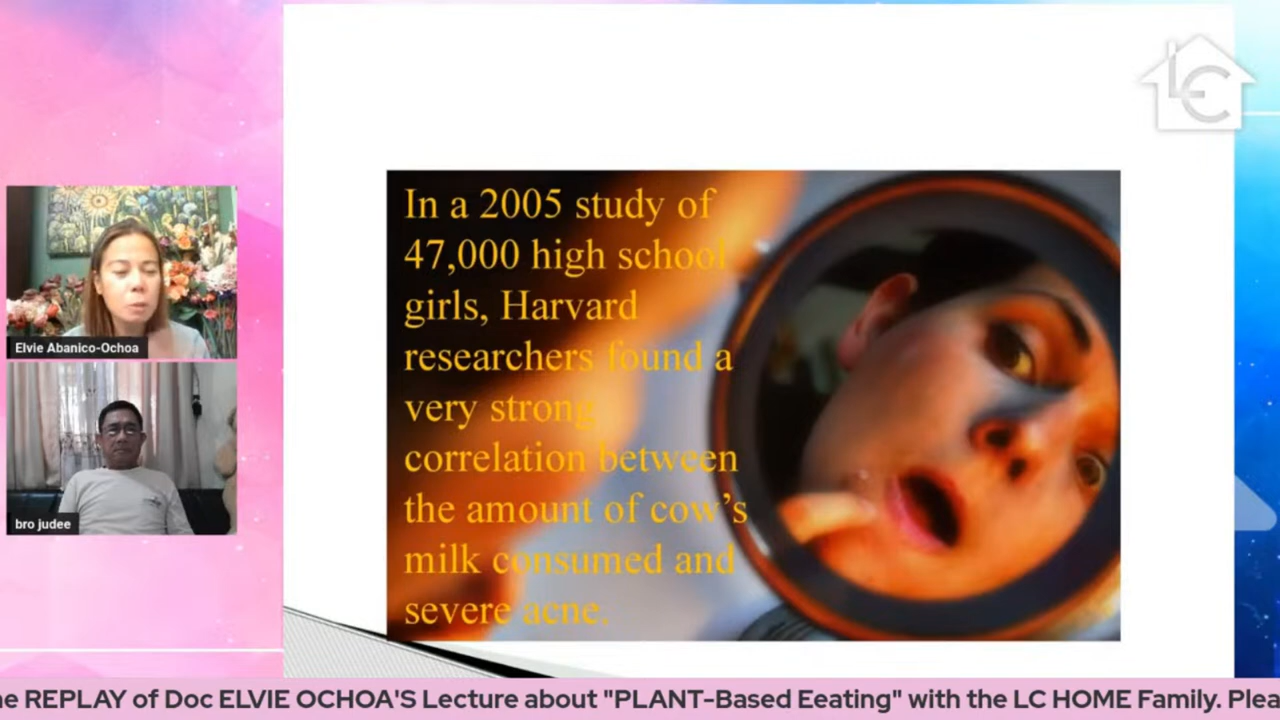 In a 2005 study of
47,000 high school
girls, Harvard
researchers found a
very strong
correlation between
the amount of cow's
milk consumed and
severe acne.
LC
Elvie Abanico-Ochoa
bro judee
REPLAY of Doc ELVIE OCHOA'S Lecture about "PLANT-Based Eeating" with the LC HOME Family.